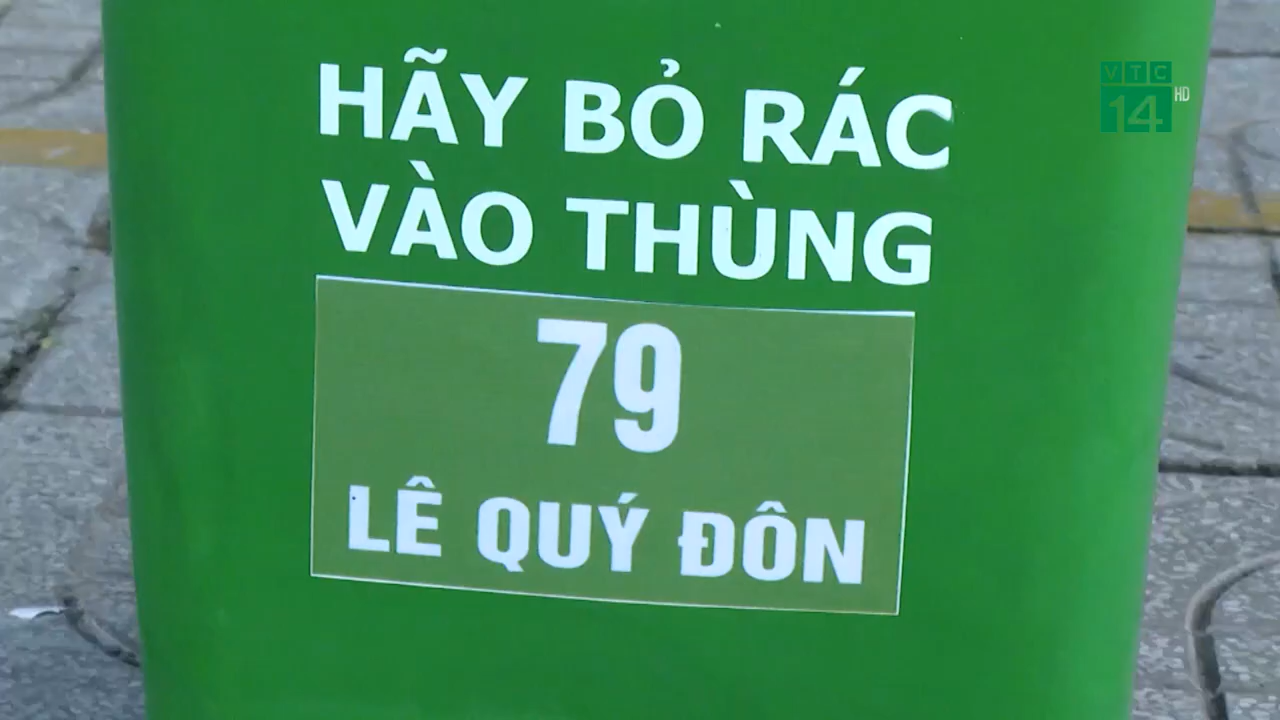 HÃY BỎ RÁC
VÀO THÙNG
79
LÊ QUÝ ĐÔN
VTC
14
HD